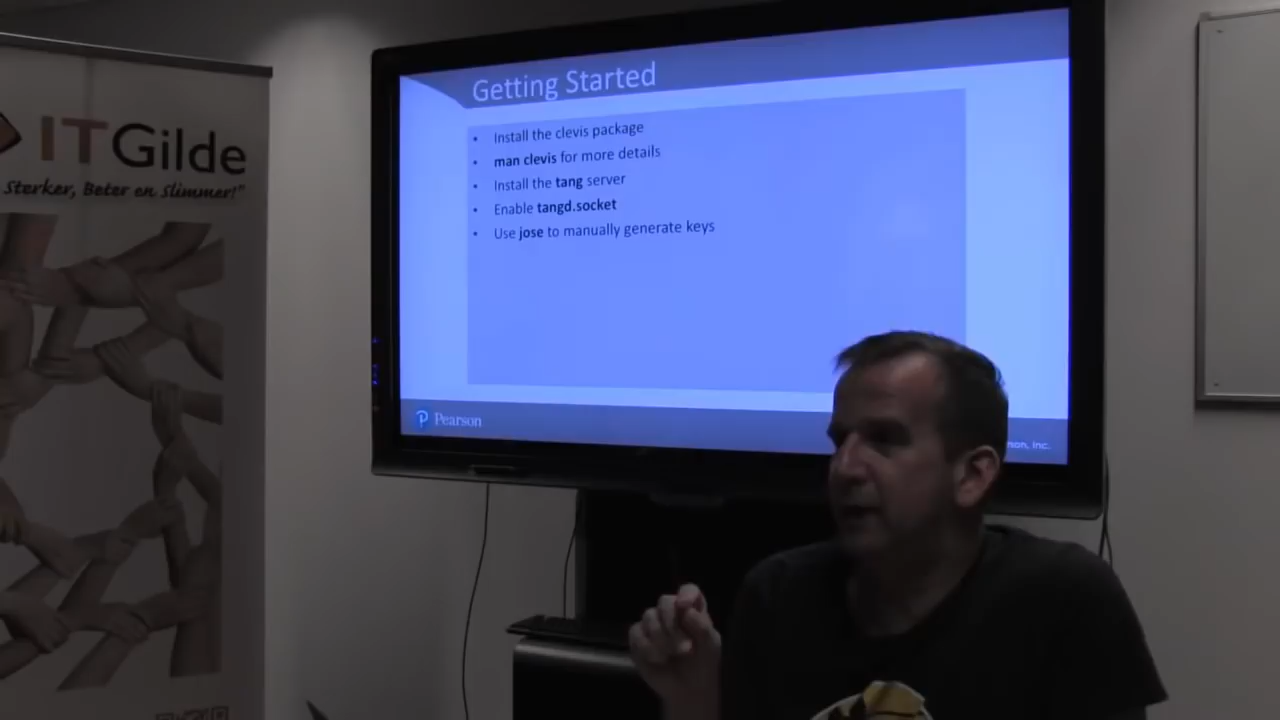 ITGilde
Sterker, Beter en Slimmer!"
Getting Started
• Install the clevis package
• man clevis for more details
• Install the tang server
• Enable tangd.socket
• Use jose to manually generate keys
Pearson
Inc.